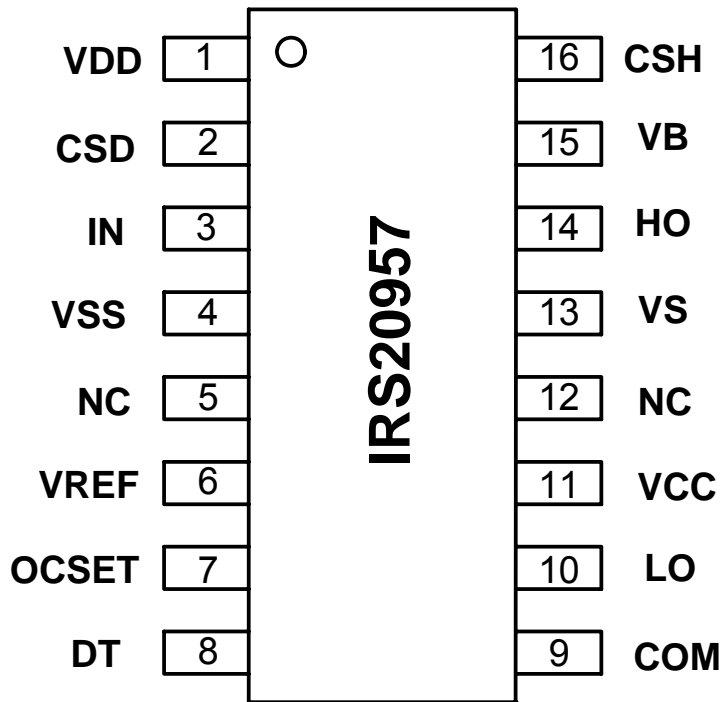 VDD 1 16 CSH
CSD 2 15 VB
IN 3 14 HO
VSS 4 13 VS
IRS20957
NC 5 12 NC
VREF 6 11 VCC
OCSET 7 10 LO
DT 8 9 COM